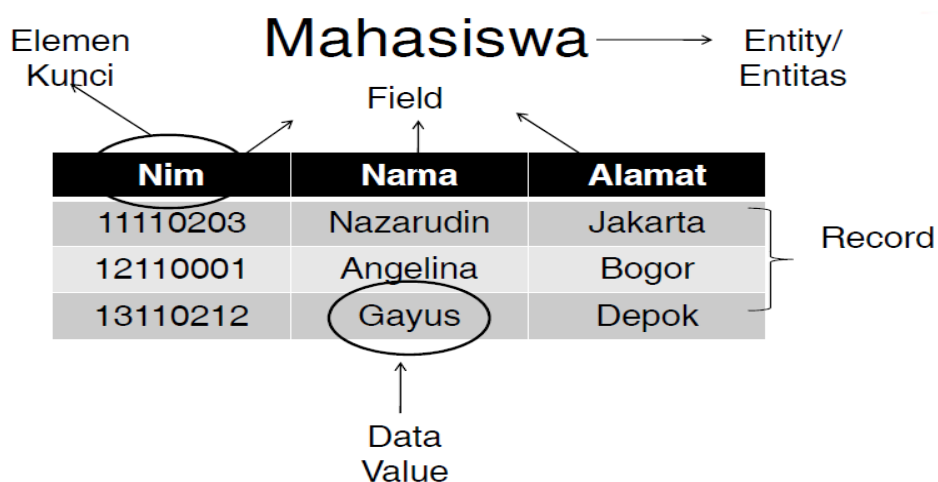 Elemen
Kunci
Mahasiswa
Entity/
Entitas
Field
Nim Nama Alamat
11110203 Nazarudin Jakarta
12110001 Angelina Bogor
13110212 Gayus Depok
Record
Data
Value